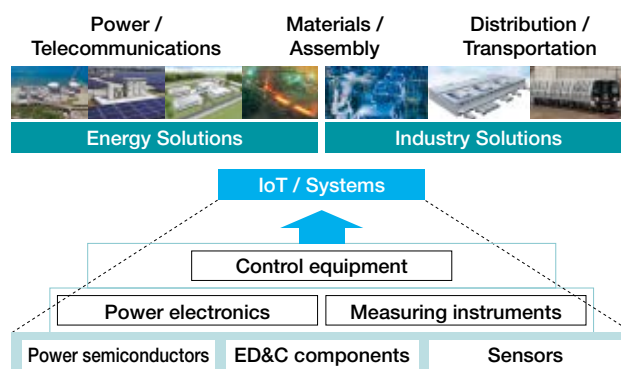 Power /
Telecommunications
Materials /
Assembly
Distribution /
Transportation
Energy Solutions
Industry Solutions
IoT / Systems
Control equipment
Power electronics
Measuring instruments
Power semiconductors
ED&C components
Sensors